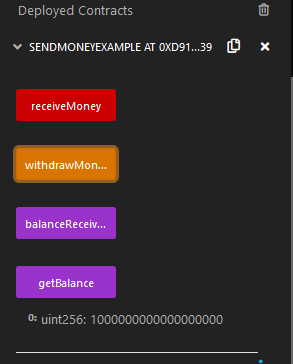 Deployed Contracts
SENDMONEYEXAMPLE AT 0XD91...39
receiveMoney
withdrawMon...
balanceReceiv...
getBalance
0: uint256: 1000000000000000000